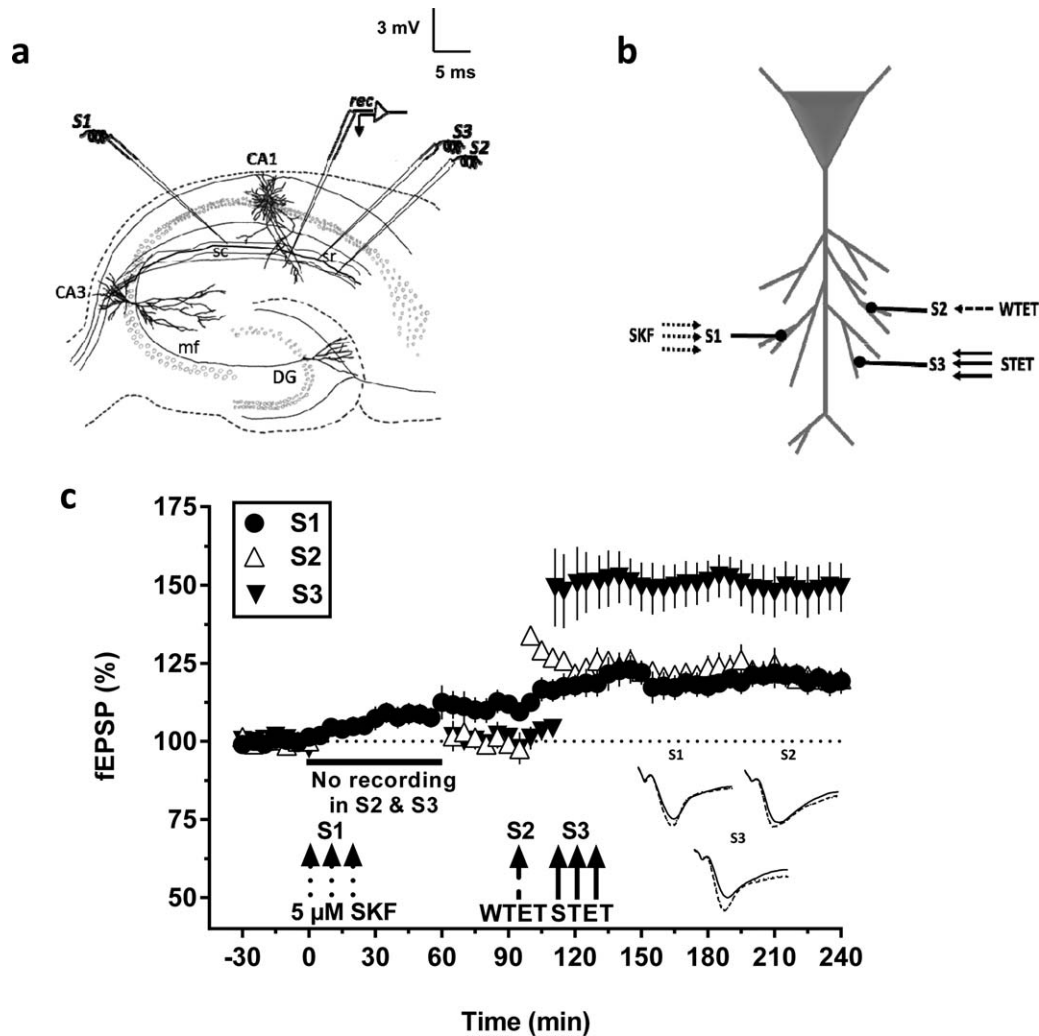 a
3 mV
5 ms
S1
rec
S3
S2
CA1
sc
sr
CA3
mf
DG
b
S2 WTET
SKF S1
S3 STET
c
fEPSP (%)
175
150
125
100
75
50
S1
S2
S3
No recording
in S2 & S3
S1
5 µM SKF
S2
S3
WTET STET
S1
S2
S3
-30 0 30 60 90 120 150 180 210 240
Time (min)